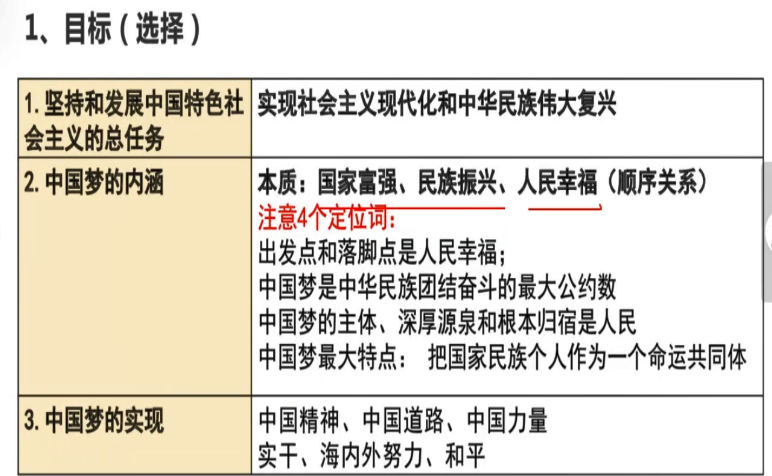 1、目标（选择）
1.坚持和发展中国特色社会主义的总任务
实现社会主义现代化和中华民族伟大复兴
2.中国梦的内涵
本质：国家富强、民族振兴、人民幸福（顺序关系）
注意4个定位词：
出发点和落脚点是人民幸福；
中国梦是中华民族团结奋斗的最大公约数
中国梦的主体、深厚源泉和根本归宿是人民
中国梦最大特点： 把国家民族个人作为一个命运共同体
3.中国梦的实现
中国精神、中国道路、中国力量
实干、海内外努力、和平